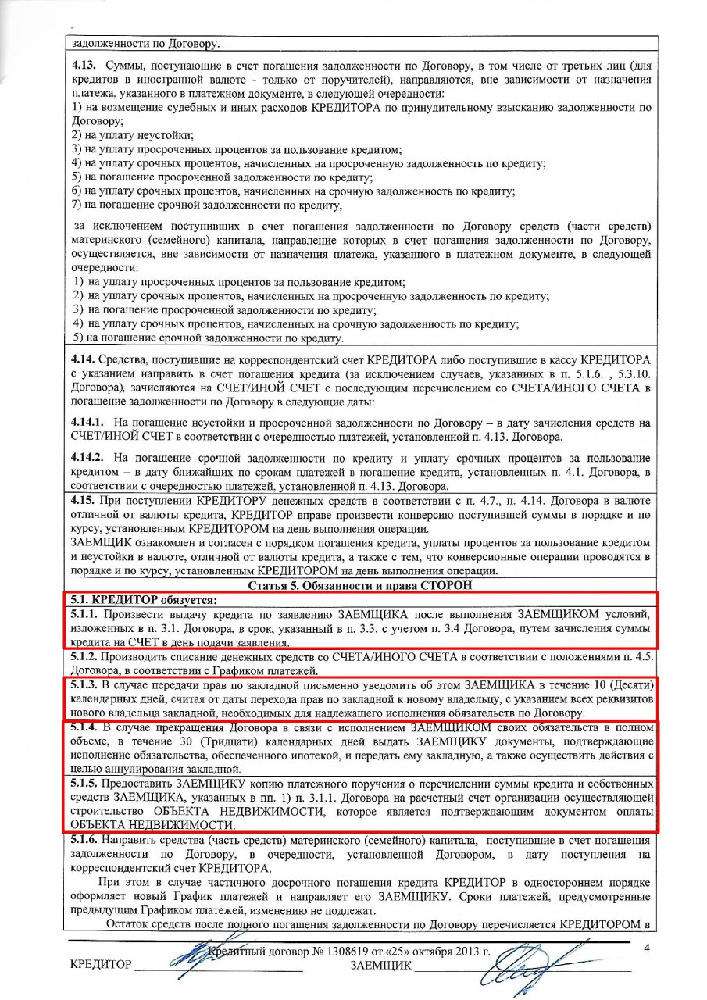 задолженности по Договору.
4.13. Суммы, поступающие в счет погашения задолженности по Договору, в том числе от третьих лиц (для
кредитов в иностранной валюте - только от поручителей), направляются, вне зависимости от назначения
платежа, указанного в платежном документе, в следующей очередности:
1) на возмещение судебных и иных расходов КРЕДИТОРА по принудительному взысканию задолженности по
Договору;
2) на уплату неустойки;
3) на уплату просроченных процентов за пользование кредитом;
4) на уплату срочных процентов, начисленных на просроченную задолженность по кредиту;
5) на погашение просроченной задолженности по кредиту;
6) на уплату срочных процентов, начисленных на срочную задолженность по кредиту;
7) на погашение срочной задолженности по кредиту,
за исключением поступивших в счет погашения задолженности по Договору средств (части средств)
материнского (семейного) капитала, направление которых в счет погашения задолженности по Договору,
осуществляется, вне зависимости от назначения платежа, указанного в платежном документе, в следующей
очередности:
1) на уплату просроченных процентов за пользование кредитом;
2) на уплату срочных процентов, начисленных на просроченную задолженность по кредиту;
3) на погашение просроченной задолженности по кредиту;
4) на уплату срочных процентов, начисленных на срочную задолженность по кредиту;
5) на погашение срочной задолженности по кредиту.
4.14. Средства, поступившие на корреспондентский счет КРЕДИТОРА либо поступившие в кассу КРЕДИТОРА
с указанием направить в счет погашения кредита (за исключением случаев, указанных в п. 5.1.6. , 5.3.10.
Договора), зачисляются на СЧЕТ/ИНОЙ СЧЕТ с последующим перечислением со СЧЕТА/ИНОГО СЧЕТА в
погашение задолженности по Договору в следующие даты:
4.14.1. На погашение неустойки и просроченной задолженности по Договору – в дату зачисления средств на
СЧЕТ/ИНОЙ СЧЕТ в соответствии с очередностью платежей, установленной п. 4.13. Договора.
4.14.2. На погашение срочной задолженности по кредиту и уплату срочных процентов за пользование
кредитом – в дату ближайших по срокам платежей в погашение кредита, установленных п. 4.1. Договора, в
соответствии с очередностью платежей, установленной п. 4.13. Договора.
4.15. При поступлении КРЕДИТОРУ денежных средств в соответствии с п. 4.7., п. 4.14. Договора в валюте
отличной от валюты кредита, КРЕДИТОР вправе произвести конверсию поступившей суммы в порядке и по
курсу, установленным КРЕДИТОРОМ на день выполнения операции.
ЗАЕМЩИК ознакомлен и согласен с порядком погашения кредита, уплаты процентов за пользование кредитом
и неустойки в валюте, отличной от валюты кредита, а также с тем, что конверсионные операции проводятся в
порядке и по курсу, установленным КРЕДИТОРОМ на день выполнения операции.
Статья 5. Обязанности и права СТОРОН
5.1. КРЕДИТОР обязуется:
5.1.1. Произвести выдачу кредита по заявлению ЗАЕМЩИКА после выполнения ЗАЕМЩИКОМ условий,
изложенных в п. 3.1. Договора, в срок, указанный в п. 3.3. с учетом п. 3.4 Договора, путем зачисления суммы
кредита на СЧЕТ в день подачи заявления.
5.1.2. Производить списание денежных средств со СЧЕТА/ИНОГО СЧЕТА в соответствии с положениями п. 4.5.
Договора, в соответствии с Графиком платежей.
5.1.3. В случае передачи прав по закладной письменно уведомить об этом ЗАЕМЩИКА в течение 10 (Десяти)
календарных дней, считая от даты перехода прав по закладной к новому владельцу, с указанием всех реквизитов
нового владельца закладной, необходимых для надлежащего исполнения обязательств по Договору.
5.1.4. В случае прекращения Договора в связи с исполнением ЗАЕМЩИКОМ своих обязательств в полном
объеме, в течение 30 (Тридцати) календарных дней выдать ЗАЕМЩИКУ документы, подтверждающие
исполнение обязательства, обеспеченного ипотекой, и передать ему закладную, а также осуществить действия с
целью аннулирования закладной.
5.1.5. Предоставить ЗАЕМЩИКУ копию платежного поручения о перечислении суммы кредита и собственных
средств ЗАЕМЩИКА, указанных в пп. 1) п. 3.1.1. Договора на расчетный счет организации осуществляющей
строительство ОБЪЕКТА НЕДВИЖИМОСТИ, которое является подтверждающим документом оплаты
ОБЪЕКТА НЕДВИЖИМОСТИ.
5.1.6. Направить средства (часть средств) материнского (семейного) капитала, поступившие в счет погашения
задолженности по Договору, в очередности, установленной Договором, в дату поступления на
корреспондентский счет КРЕДИТОРА.
При этом в случае частичного досрочного погашения кредита КРЕДИТОР в одностороннем порядке
оформляет новый График платежей и направляет его ЗАЕМЩИКУ. Сроки платежей, предусмотренные
предыдущим Графиком платежей, изменению не подлежат.
Остаток средств после полного погашения задолженности по Договору перечисляется КРЕДИТОРОМ в
Кредитный договор № 1308619 от «25» октября 2013 г.
4
КРЕДИТОР
ЗАЕМЩИК